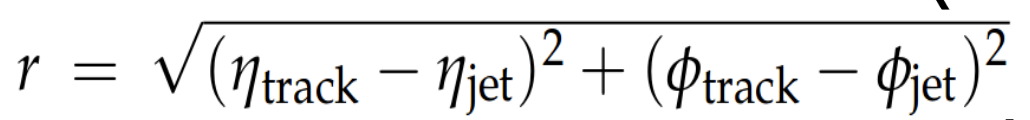 r = √(η_track − η_jet)² + (ϕ_track − ϕ_jet)²